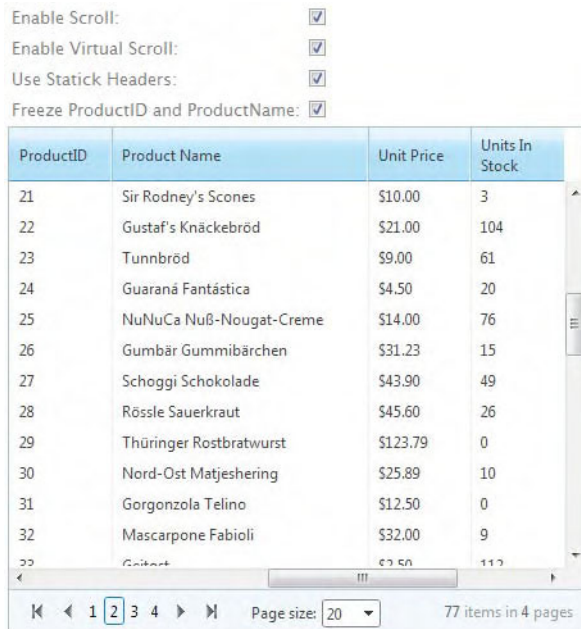 Enable Scroll:
Enable Virtual Scroll:
Use Statick Headers:
Freeze ProductID and ProductName:
ProductID Product Name Unit Price Units In Stock
21 Sir Rodney's Scones $10.00 3
22 Gustaf's Knäckebröd $21.00 104
23 Tunnbröd $9.00 61
24 Guaraná Fantástica $4.50 20
25 NuNuCa Nuß-Nougat-Creme $14.00 76
26 Gumbär Gummibärchen $31.23 15
27 Schoggi Schokolade $43.90 49
28 Rössle Sauerkraut $45.60 26
29 Thüringer Rostbratwurst $123.79 0
30 Nord-Ost Matjeshering $25.89 10
31 Gorgonzola Telino $12.50 0
32 Mascarpone Fabioli $32.00 9
33 Geitost $2.50 112
1 2 3 4 Page size: 20 77 items in 4 pages